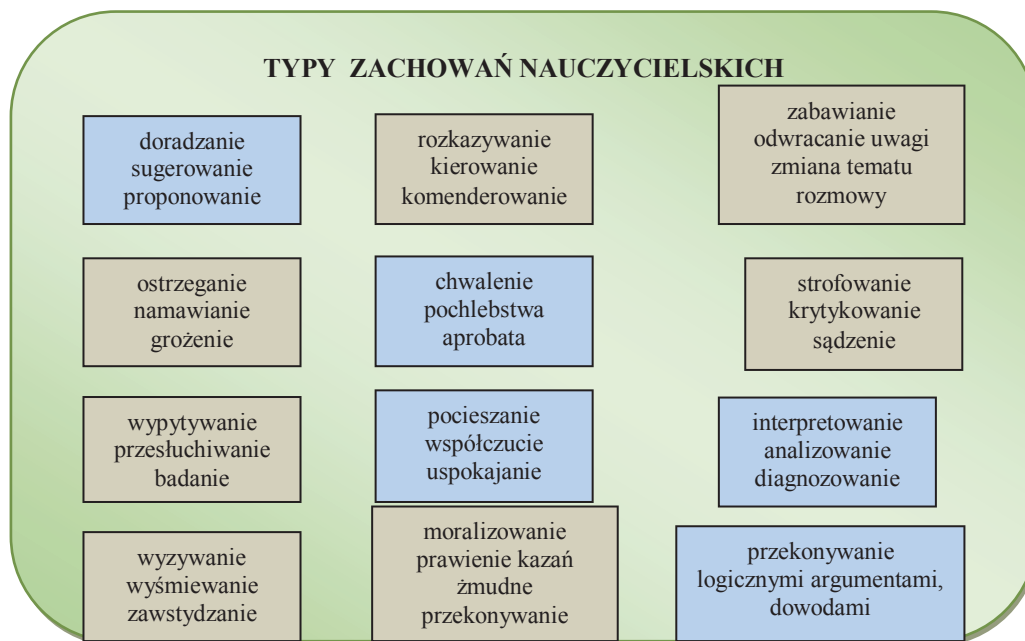 TYPY ZACHOWAŃ NAUCZYCIELSKICH
doradzanie
sugerowanie
proponowanie
rozkazywanie
kierowanie
komenderowanie
zabawianie
odwracanie uwagi
zmiana tematu
rozmowy
ostrzeganie
namawianie
grożenie
chwalenie
pochlebstwa
aprobata
strofowanie
krytykowanie
sądzenie
wypytywanie
przesłuchiwanie
badanie
pocieszanie
współczucie
uspokajanie
interpretowanie
analizowanie
diagnozowanie
wyzywanie
wyśmiewanie
zawstydzanie
moralizowanie
prawienie kazań
żmudne
przekonywanie
przekonywanie
logicznymi argumentami,
dowodami